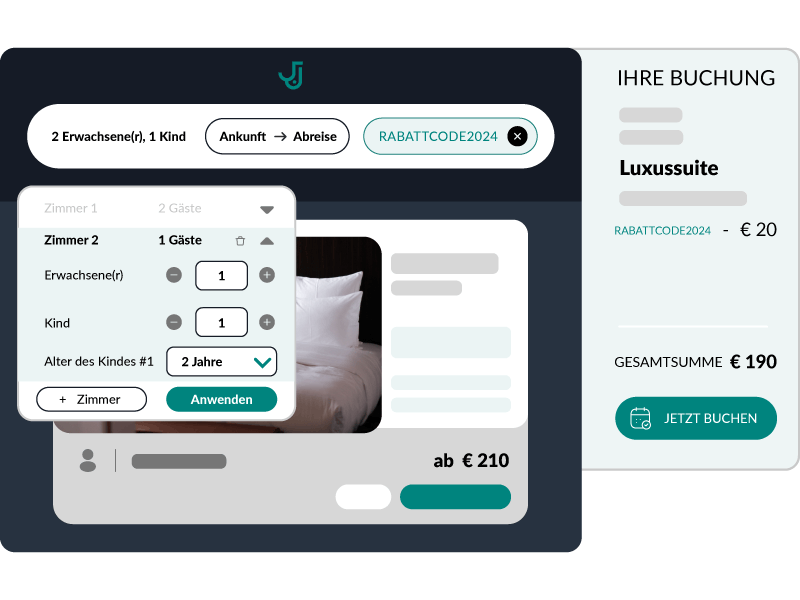 2 Erwachsene(r), 1 Kind
Ankunft → Abreise
RABATTCODE2024
Zimmer 1 2 Gäste
Zimmer 2 1 Gäste
Erwachsene(r) − 1 +
Kind − 1 +
Alter des Kindes #1 2 Jahre
+ Zimmer Anwenden
ab € 210
IHRE BUCHUNG
Luxussuite
RABATTCODE2024 - € 20
GESAMTSUMME € 190
JETZT BUCHEN